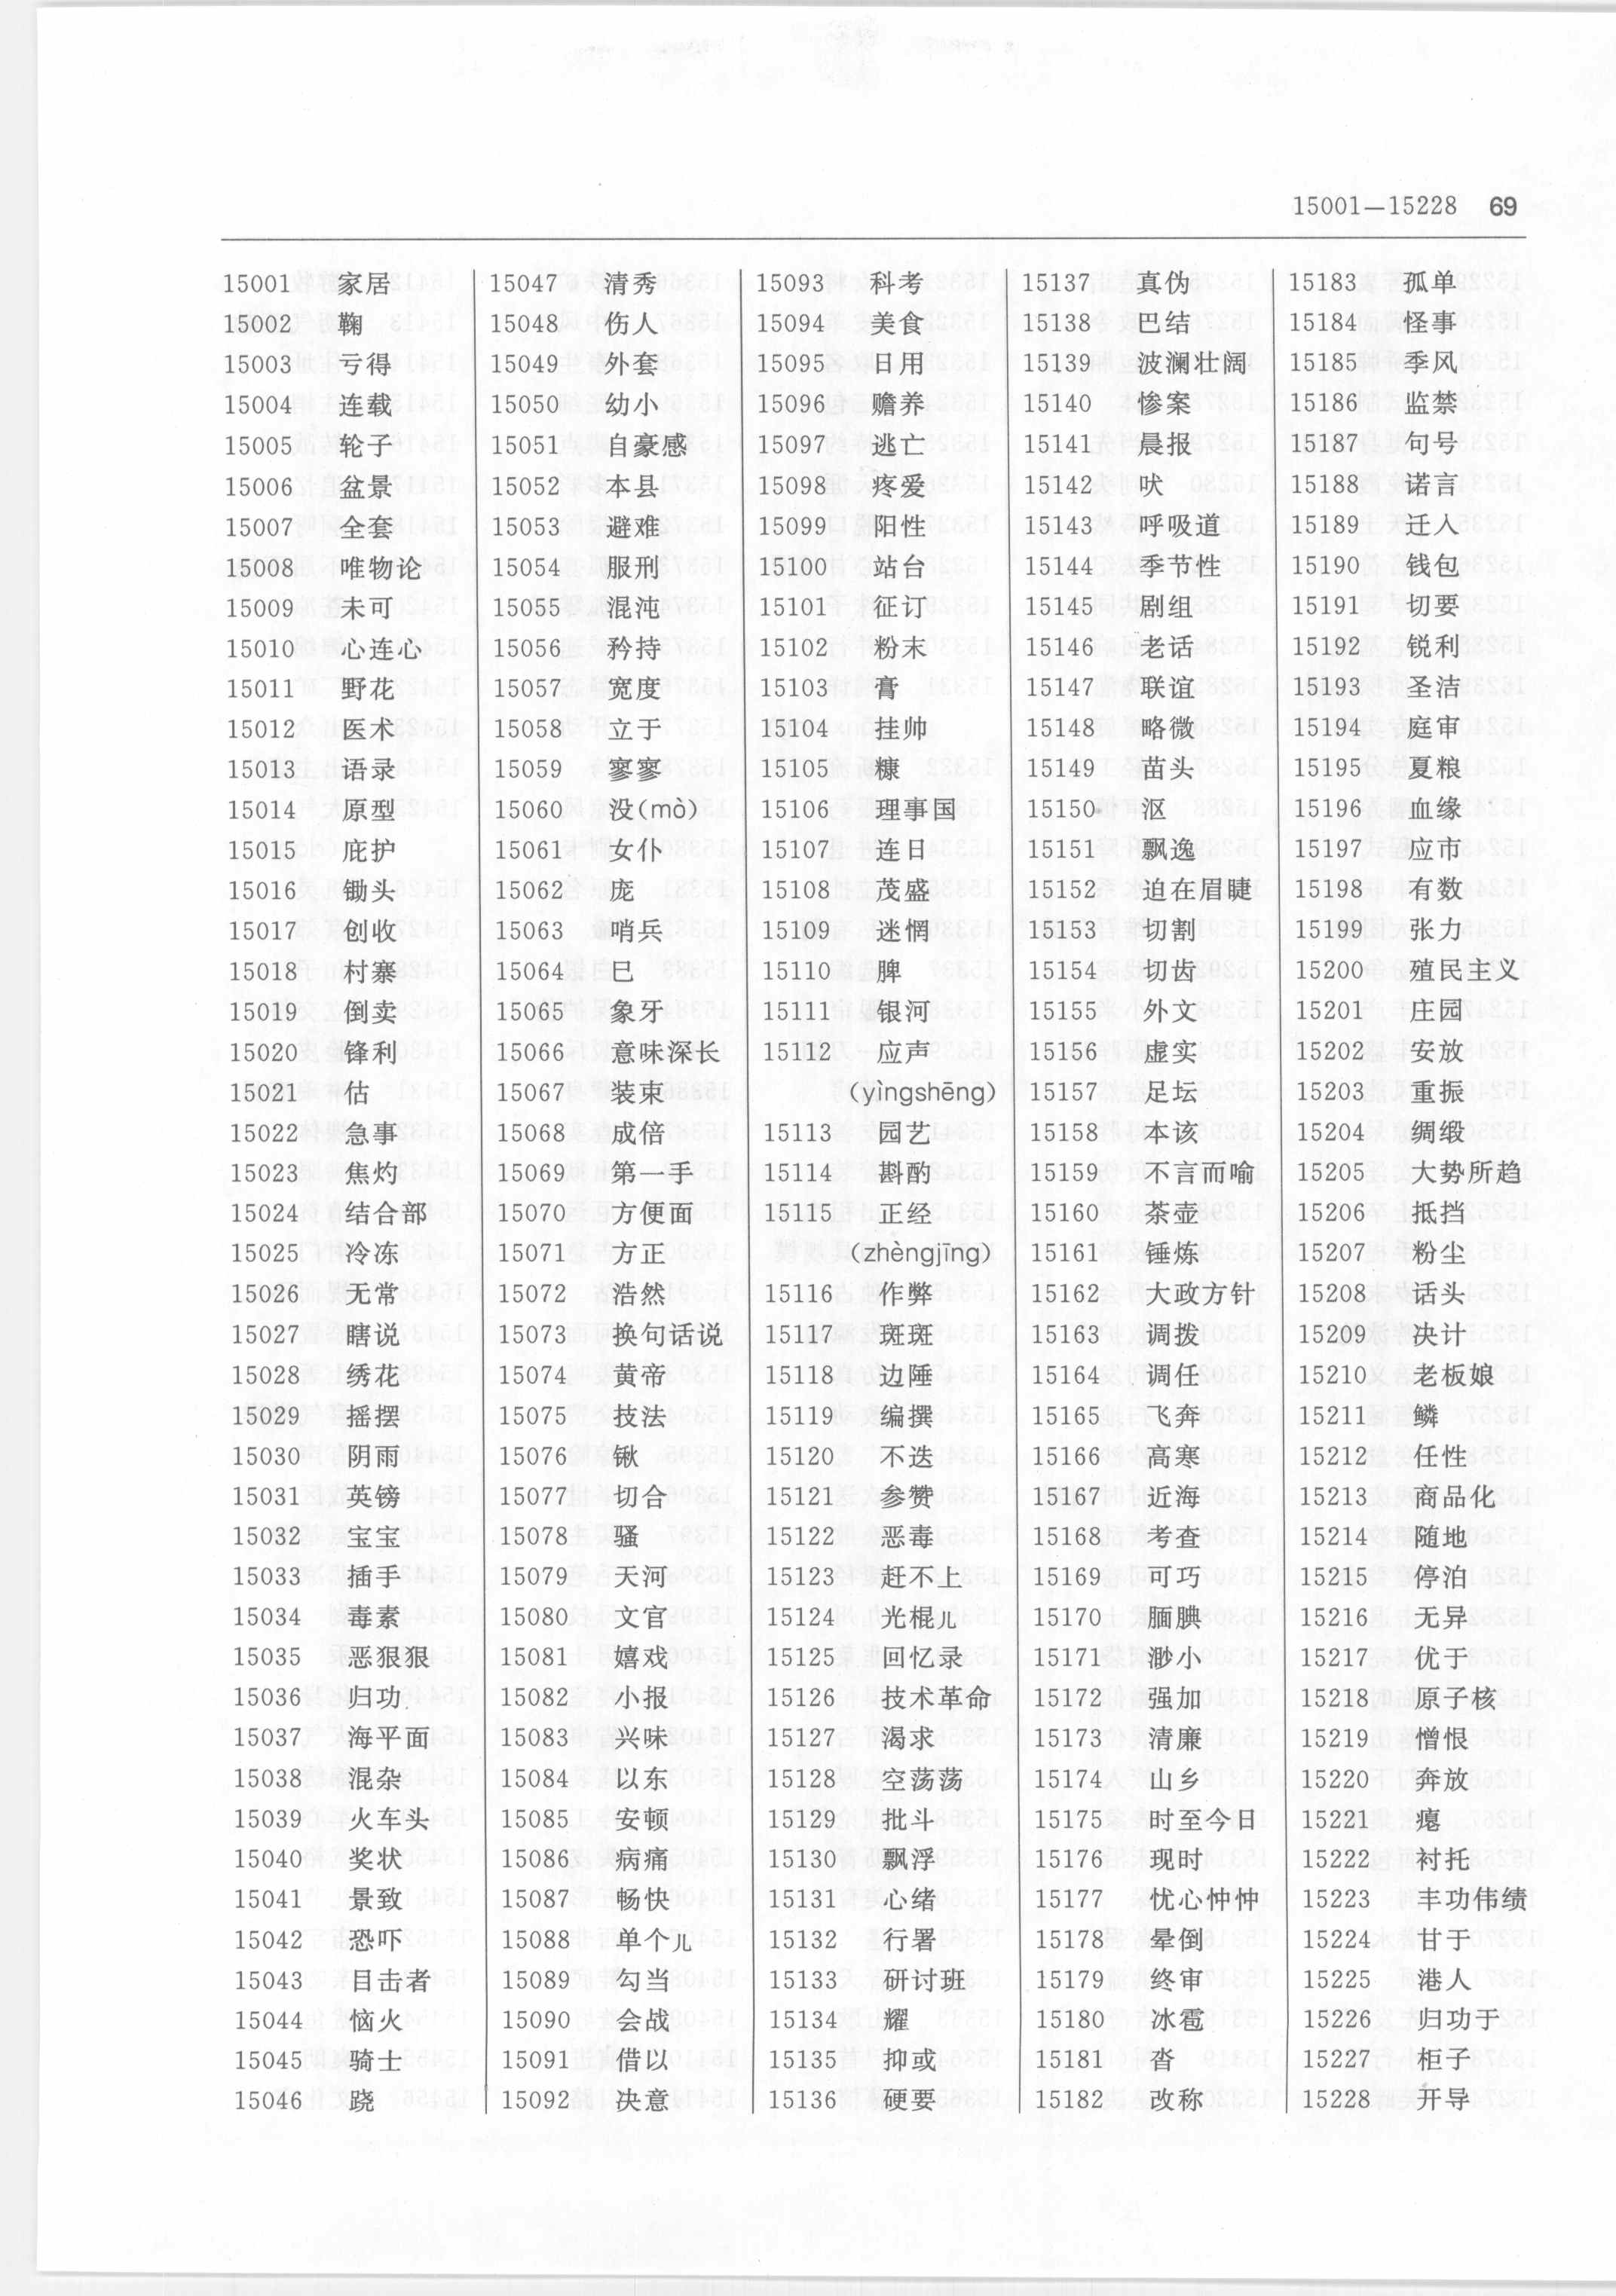 15001—15228 69
15001 家居
15002 鞠
15003 亏得
15004 连载
15005 轮子
15006 盆景
15007 全套
15008 唯物论
15009 未可
15010 心连心
15011 野花
15012 医术
15013 语录
15014 原型
15015 庇护
15016 锄头
15017 创收
15018 村寨
15019 倒卖
15020 锋利
15021 估
15022 急事
15023 焦灼
15024 结合部
15025 冷冻
15026 无常
15027 瞎说
15028 绣花
15029 摇摆
15030 阴雨
15031 英镑
15032 宝宝
15033 插手
15034 毒素
15035 恶狠狠
15036 归功
15037 海平面
15038 混杂
15039 火车头
15040 奖状
15041 景致
15042 恐吓
15043 目击者
15044 恼火
15045 骑士
15046 跷
15047 清秀
15048 伤人
15049 外套
15050 幼小
15051 自豪感
15052 本县
15053 避难
15054 服刑
15055 混沌
15056 矜持
15057 宽度
15058 立于
15059 寥寥
15060 没(mò)
15061 女仆
15062 庞
15063 哨兵
15064 巳
15065 象牙
15066 意味深长
15067 装束
15068 成倍
15069 第一手
15070 方便面
15071 方正
15072 浩然
15073 换句话说
15074 黄帝
15075 技法
15076 锹
15077 切合
15078 骚
15079 天河
15080 文官
15081 嬉戏
15082 小报
15083 兴味
15084 以东
15085 安顿
15086 病痛
15087 畅快
15088 单个儿
15089 勾当
15090 会战
15091 借以
15092 决意
15093 科考
15094 美食
15095 日用
15096 赡养
15097 逃亡
15098 疼爱
15099 阳性
15100 站台
15101 征订
15102 粉末
15103 膏
15104 挂帅
15105 糠
15106 理事国
15107 连日
15108 茂盛
15109 迷惘
15110 脾
15111 银河
15112 应声
(yìngshēng)
15113 园艺
15114 斟酌
15115 正经
(zhèngjīng)
15116 作弊
15117 斑斑
15118 边陲
15119 编撰
15120 不迭
15121 参赞
15122 恶毒
15123 赶不上
15124 光棍儿
15125 回忆录
15126 技术革命
15127 渴求
15128 空荡荡
15129 批斗
15130 飘浮
15131 心绪
15132 行署
15133 研讨班
15134 耀
15135 抑或
15136 硬要
15137 真伪
15138 巴结
15139 波澜壮阔
15140 惨案
15141 晨报
15142 吠
15143 呼吸道
15144 季节性
15145 剧组
15146 老话
15147 联谊
15148 略微
15149 苗头
15150 沤
15151 飘逸
15152 迫在眉睫
15153 切割
15154 切齿
15155 外文
15156 虚实
15157 足坛
15158 本该
15159 不言而喻
15160 茶壶
15161 锤炼
15162 大政方针
15163 调拨
15164 调任
15165 飞奔
15166 高寒
15167 近海
15168 考查
15169 可巧
15170 腼腆
15171 渺小
15172 强加
15173 清廉
15174 山乡
15175 时至今日
15176 现时
15177 忧心忡忡
15178 晕倒
15179 终审
15180 冰雹
15181 沓
15182 改称
15183 孤单
15184 怪事
15185 季风
15186 监禁
15187 句号
15188 诺言
15189 迁入
15190 钱包
15191 切要
15192 锐利
15193 圣洁
15194 庭审
15195 夏粮
15196 血缘
15197 应市
15198 有数
15199 张力
15200 殖民主义
15201 庄园
15202 安放
15203 重振
15204 绸缎
15205 大势所趋
15206 抵挡
15207 粉尘
15208 话头
15209 决计
15210 老板娘
15211 鳞
15212 任性
15213 商品化
15214 随地
15215 停泊
15216 无异
15217 优于
15218 原子核
15219 憎恨
15220 奔放
15221 瘪
15222 衬托
15223 丰功伟绩
15224 甘于
15225 港人
15226 归功于
15227 柜子
15228 开导